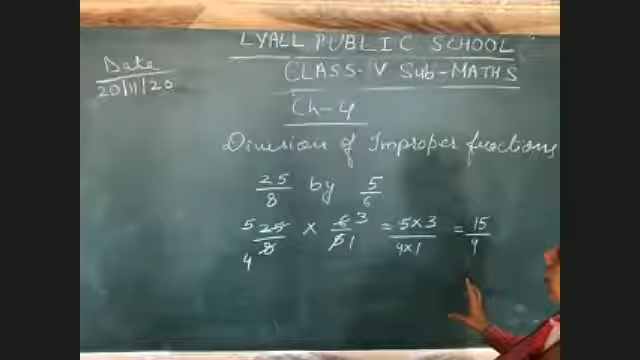 LYALL PUBLIC SCHOOL
CLASS-V Sub-MATHS
Date
20/11/20
Ch-4
Division of Improper fractions
25/8 by 5/6
5 25/8 4 × 6/5 3 1 = 5×3/4×1 = 15/4